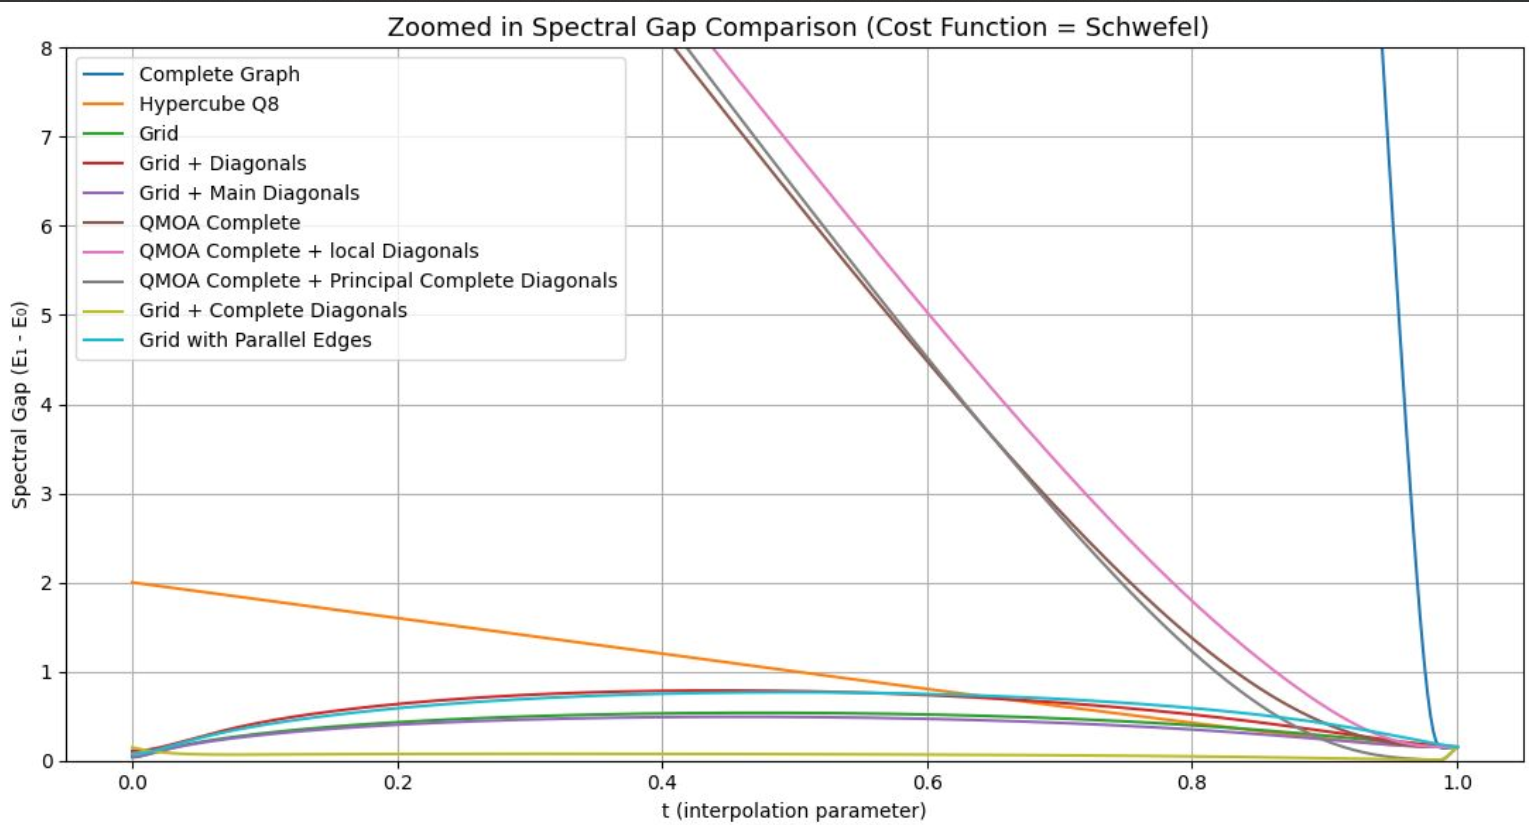 Zoomed in Spectral Gap Comparison (Cost Function = Schwefel)
8
7
6
5
4
3
2
1
0
Spectral Gap (E₁ - E₀)
Complete Graph
Hypercube Q8
Grid
Grid + Diagonals
Grid + Main Diagonals
QMOA Complete
QMOA Complete + local Diagonals
QMOA Complete + Principal Complete Diagonals
Grid + Complete Diagonals
Grid with Parallel Edges
0.0 0.2 0.4 0.6 0.8 1.0
t (interpolation parameter)